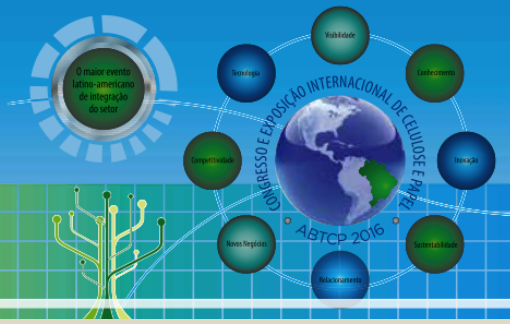 O maior evento
latino-americano
de integração
do setor
Visibilidade
Tecnologia
Conhecimento
CONGRESSO E EXPOSIÇÃO INTERNACIONAL DE CELULOSE E PAPEL
Competitividade
Inovação
ABTCP 2016
Novos Negócios
Sustentabilidade
Relacionamento